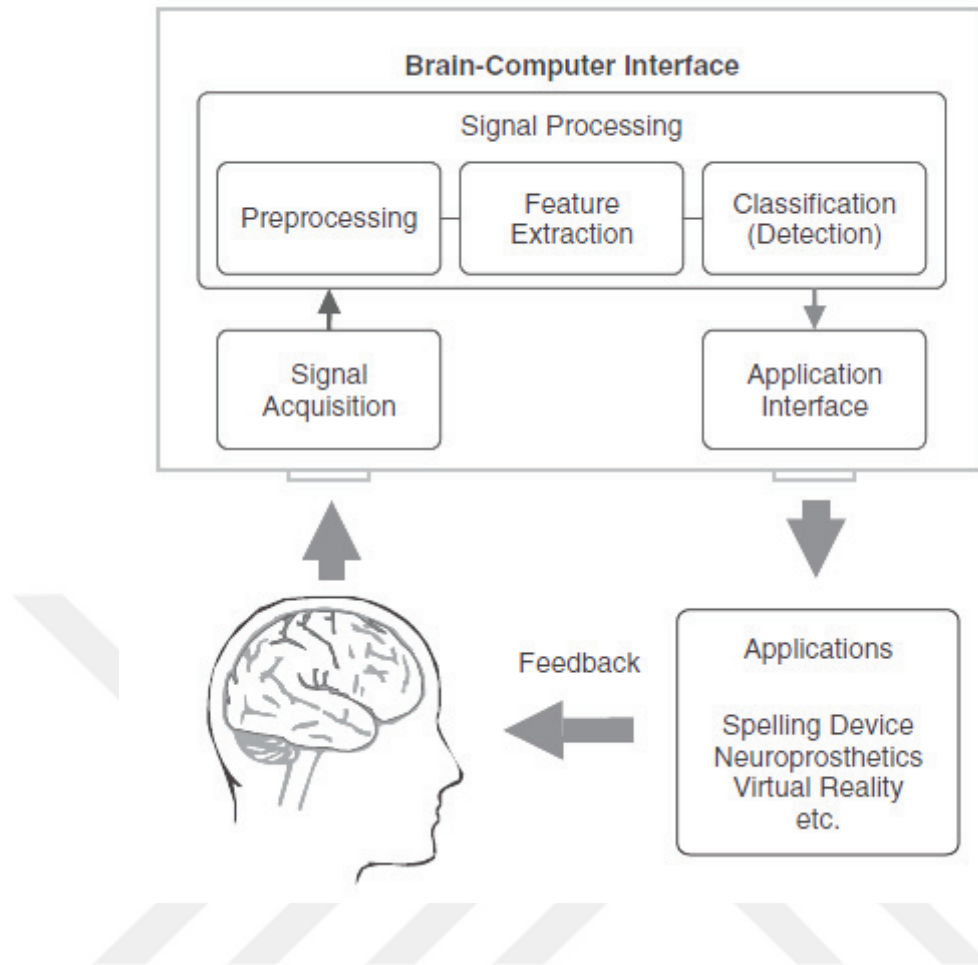 Brain-Computer Interface
Signal Processing
Preprocessing
Feature
Extraction
Classification
(Detection)
Signal
Acquisition
Application
Interface
Feedback
Applications
Spelling Device
Neuroprosthetics
Virtual Reality
etc.